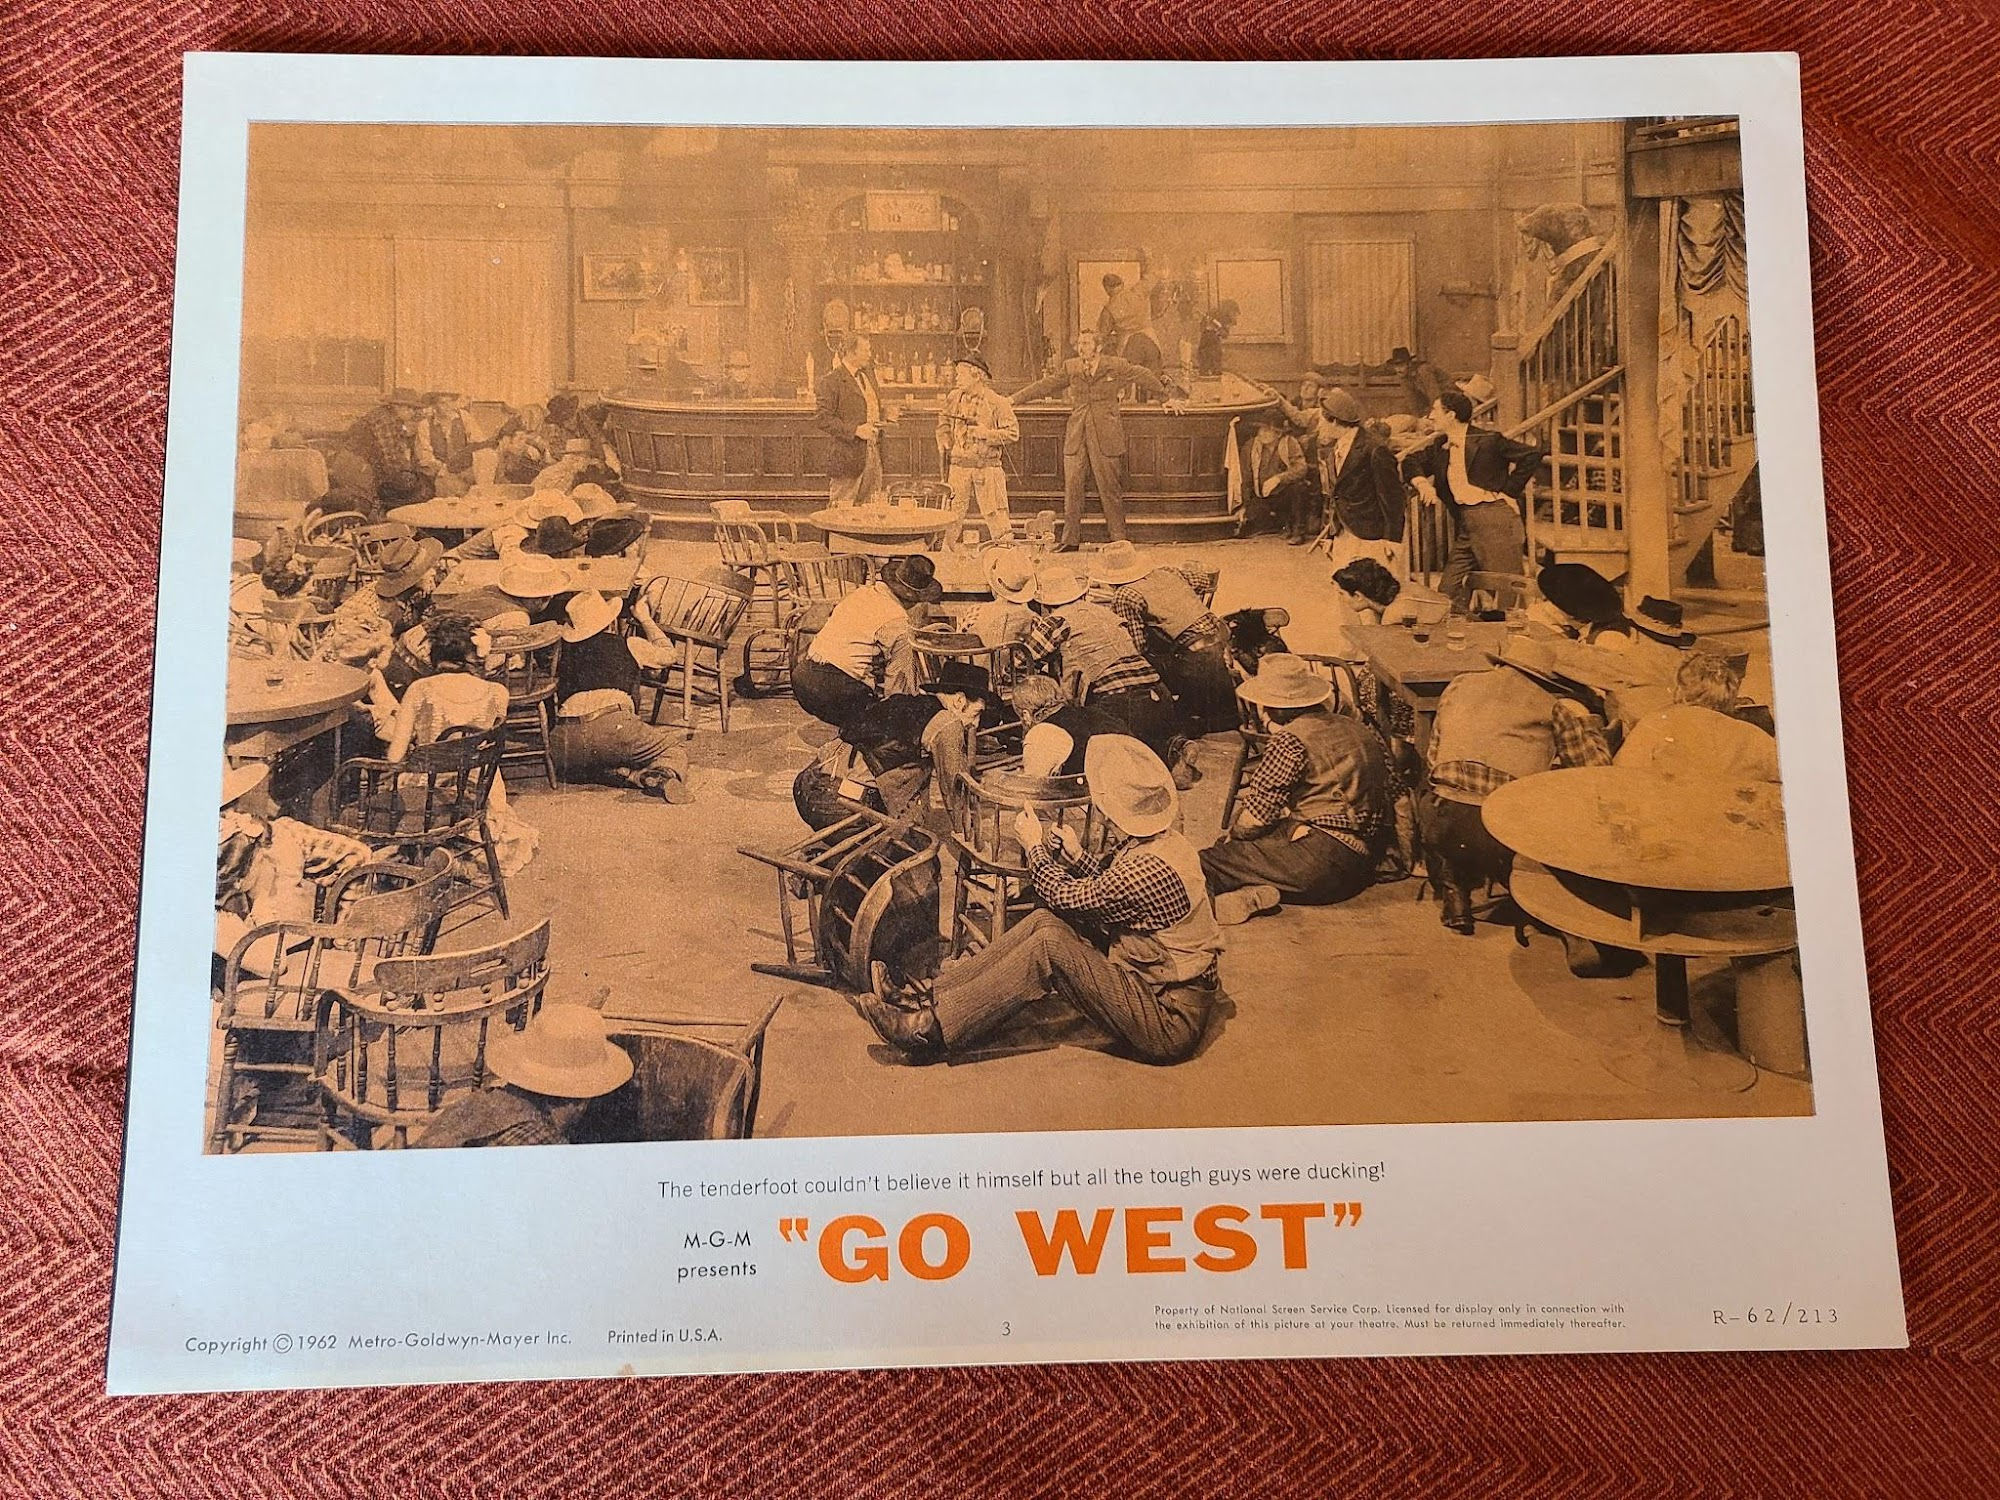 The tenderfoot couldn't believe it himself but all the tough guys were ducking!
M-G-M
presents
"GO WEST"
Copyright © 1962 Metro-Goldwyn-Mayer Inc.
Printed in U.S.A.
3
Property of National Screen Service Corp. Licensed for display only in connection with
the exhibition of this picture at your theatre. Must be returned immediately thereafter.
R-62/213